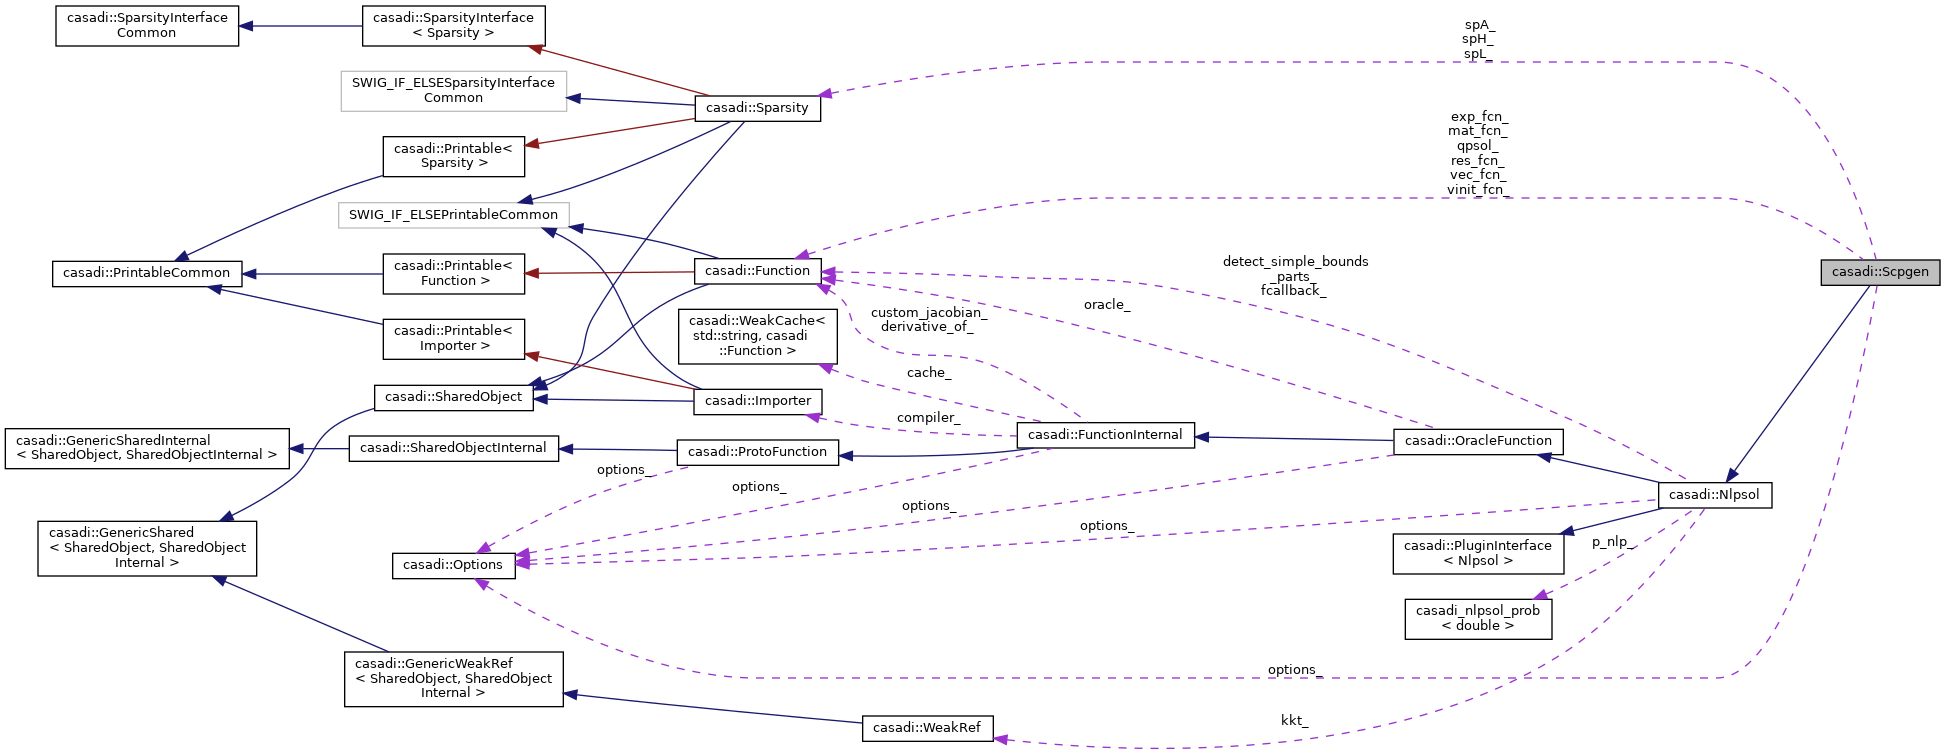 casadi::SparsityInterface
Common
casadi::SparsityInterface
< Sparsity >
spA_
spH_
spL_
SWIG_IF_ELSESparsityInterface
Common
casadi::Sparsity
casadi::Printable<
Sparsity >
exp_fcn_
mat_fcn_
qpsol_
res_fcn_
vec_fcn_
vinit_fcn_
SWIG_IF_ELSEPrintableCommon
casadi::PrintableCommon
casadi::Printable<
Function >
casadi::Function
detect_simple_bounds
_parts_
fcallback_
casadi::Scpgen
oracle_
custom_jacobian_
derivative_of_
casadi::WeakCache<
std::string, casadi
::Function >
casadi::Printable<
Importer >
cache_
casadi::SharedObject
casadi::Importer
compiler_
casadi::GenericSharedInternal
< SharedObject, SharedObjectInternal >
casadi::SharedObjectInternal
casadi::ProtoFunction
casadi::FunctionInternal
casadi::OracleFunction
options_
options_
options_
options_
casadi::Nlpsol
casadi::GenericShared
< SharedObject, SharedObject
Internal >
casadi::Options
casadi::PluginInterface
< Nlpsol >
p_nlp_
casadi_nlpsol_prob
< double >
casadi::GenericWeakRef
< SharedObject, SharedObject
Internal >
options_
casadi::WeakRef
kkt_